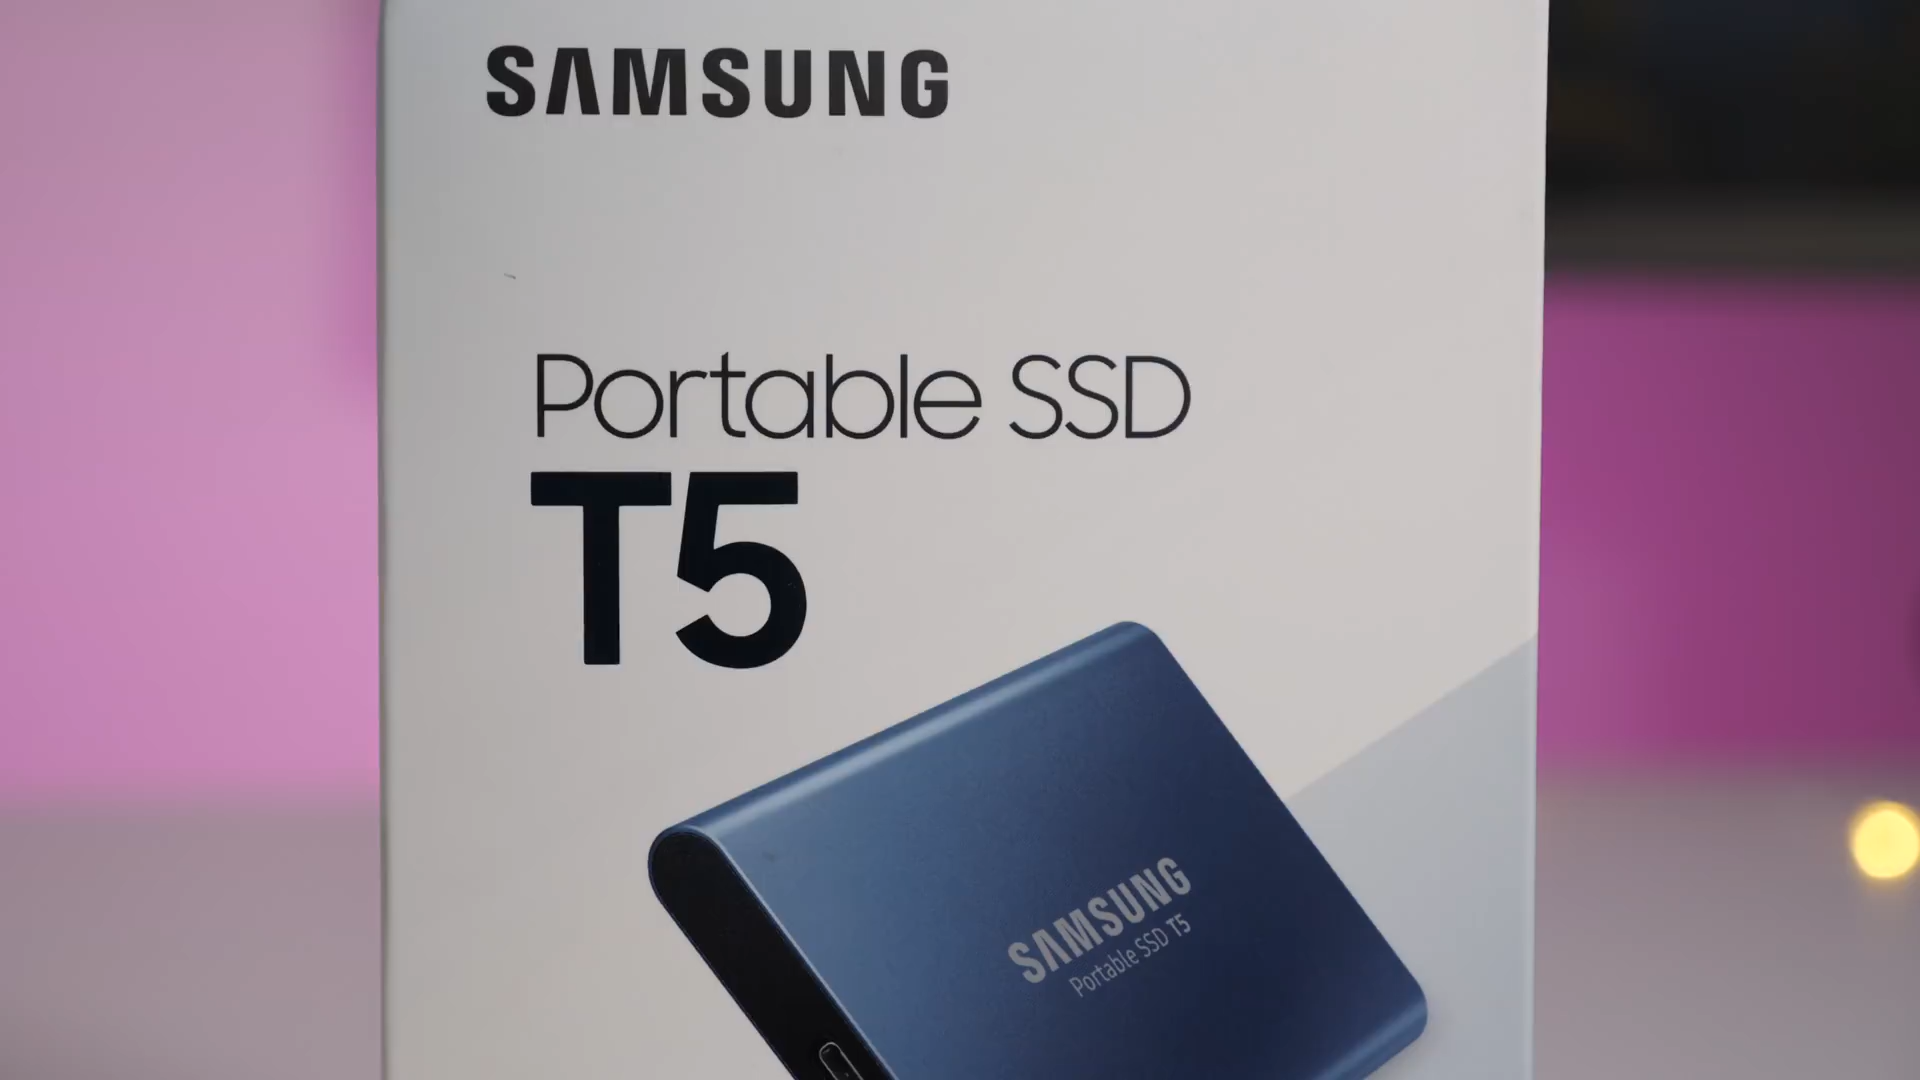 SAMSUNG
Portable SSD
T5
SAMSUNG
Portable SSD T5